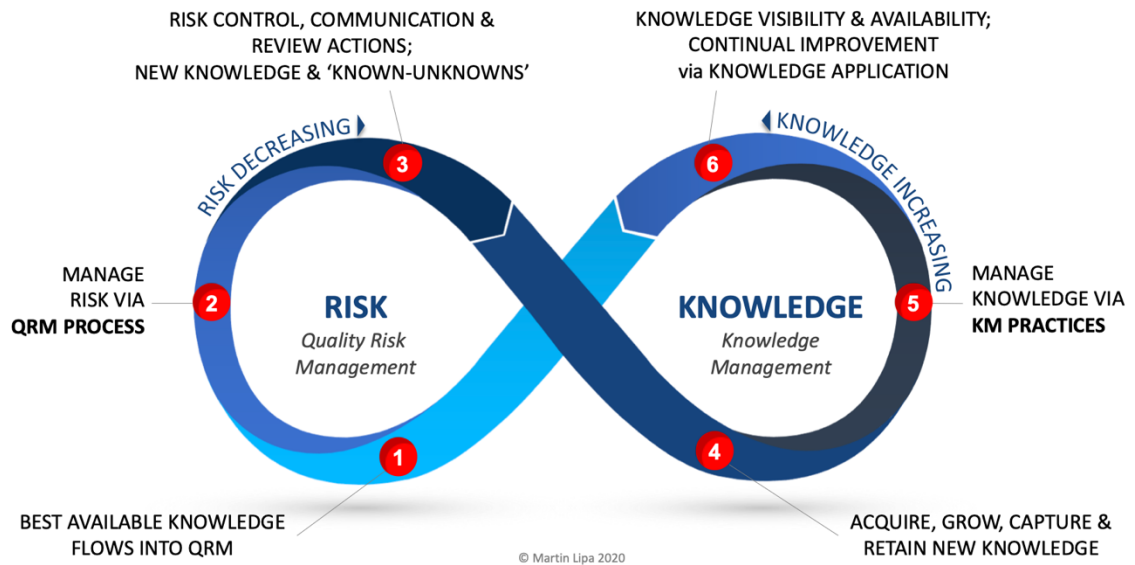 RISK CONTROL, COMMUNICATION &
REVIEW ACTIONS;
NEW KNOWLEDGE & ‘KNOWN-UNKNOWNS’
KNOWLEDGE VISIBILITY & AVAILABILITY;
CONTINUAL IMPROVEMENT
via KNOWLEDGE APPLICATION
RISK DECREASING
KNOWLEDGE INCREASING
3
6
MANAGE
RISK VIA
QRM PROCESS
2
RISK
Quality Risk
Management
KNOWLEDGE
Knowledge
Management
5
MANAGE
KNOWLEDGE VIA
KM PRACTICES
1
4
BEST AVAILABLE KNOWLEDGE
FLOWS INTO QRM
ACQUIRE, GROW, CAPTURE &
RETAIN NEW KNOWLEDGE
© Martin Lipa 2020